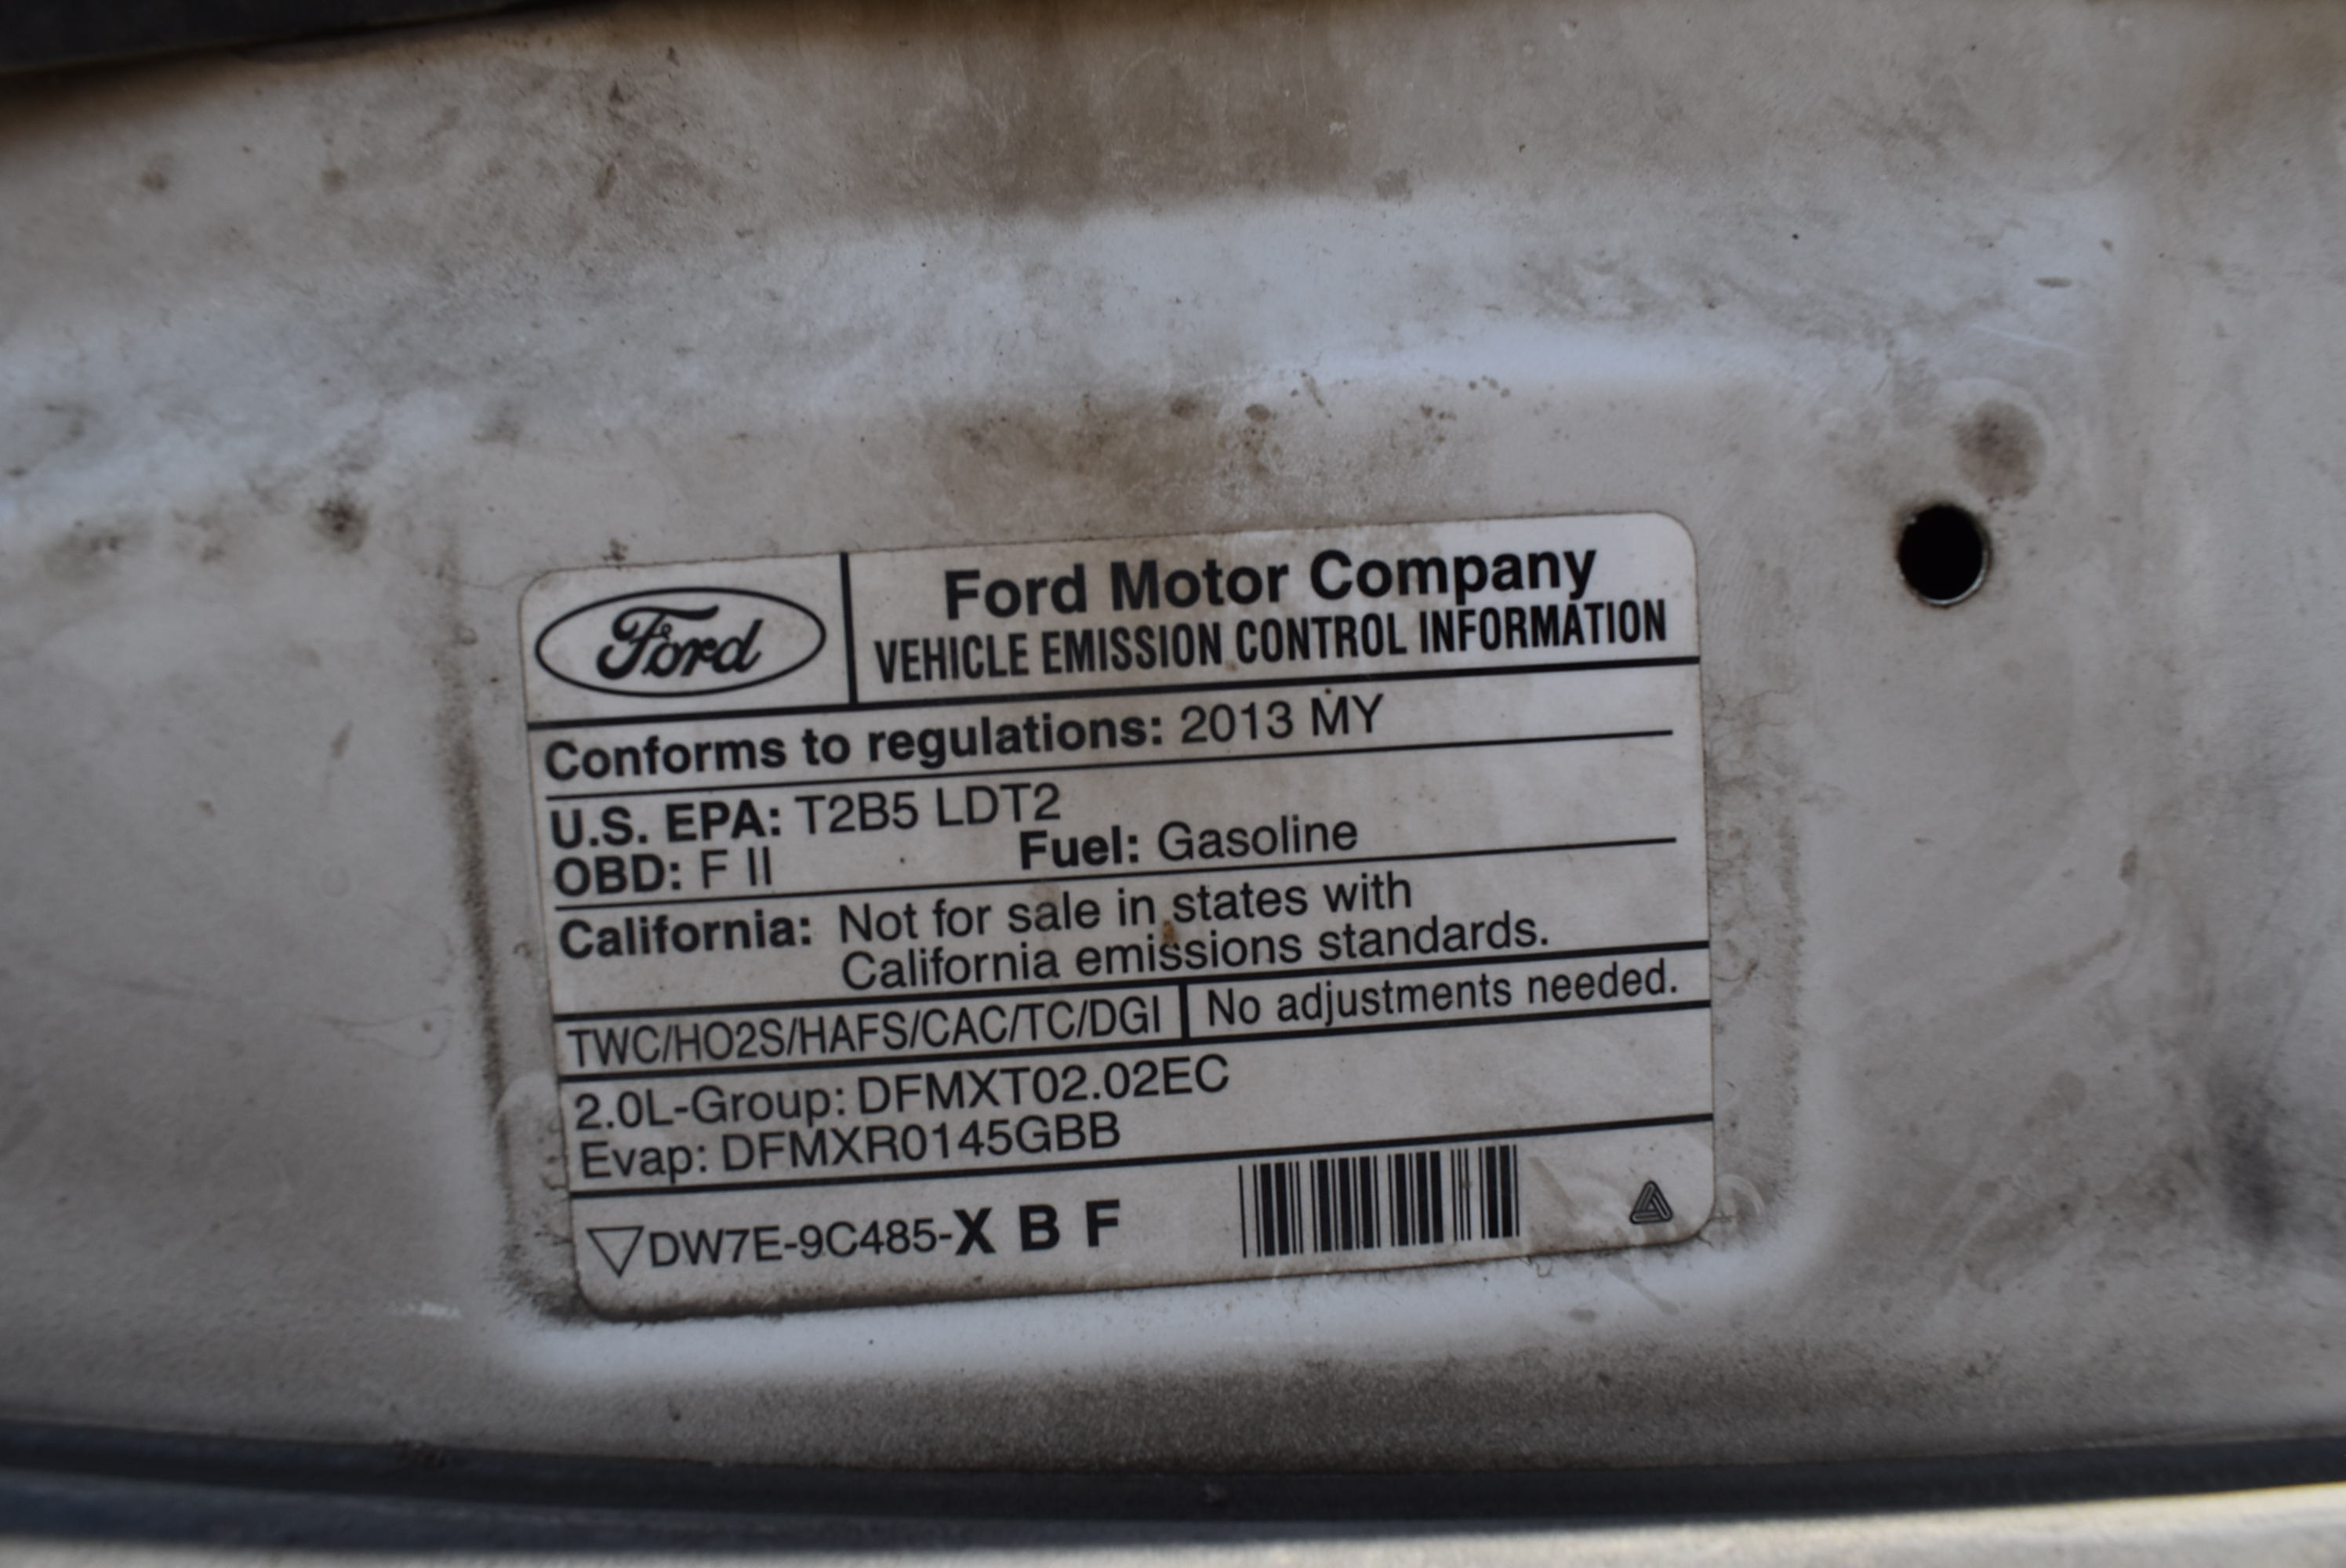 Ford
Ford Motor Company
VEHICLE EMISSION CONTROL INFORMATION
Conforms to regulations: 2013 MY
U.S. EPA: T2B5 LDT2
OBD: F II Fuel: Gasoline
California: Not for sale in states with
California emissions standards.
TWC/HO2S/HAFS/CAC/TC/DGI No adjustments needed.
2.0L-Group: DFMXT02.02EC
Evap: DFMXR0145GBB
DW7E-9C485-X B F